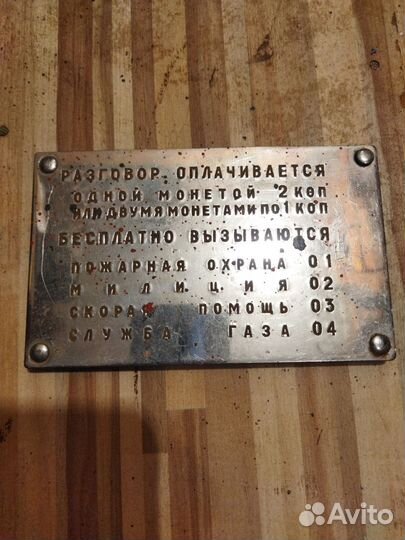 РАЗГОВОР ОПЛАЧИВАЕТСЯ
ОДНОЙ МОНЕТОЙ 2 КОП
ИЛИ ДВУМЯ МОНЕТАМИ ПО 1 КОП
БЕСПЛАТНО ВЫЗЫВАЮТСЯ
ПОЖАРНАЯ ОХРАНА 01
МИЛИЦИЯ 02
СКОРАЯ ПОМОЩЬ 03
СЛУЖБА ГАЗА 04
Avito